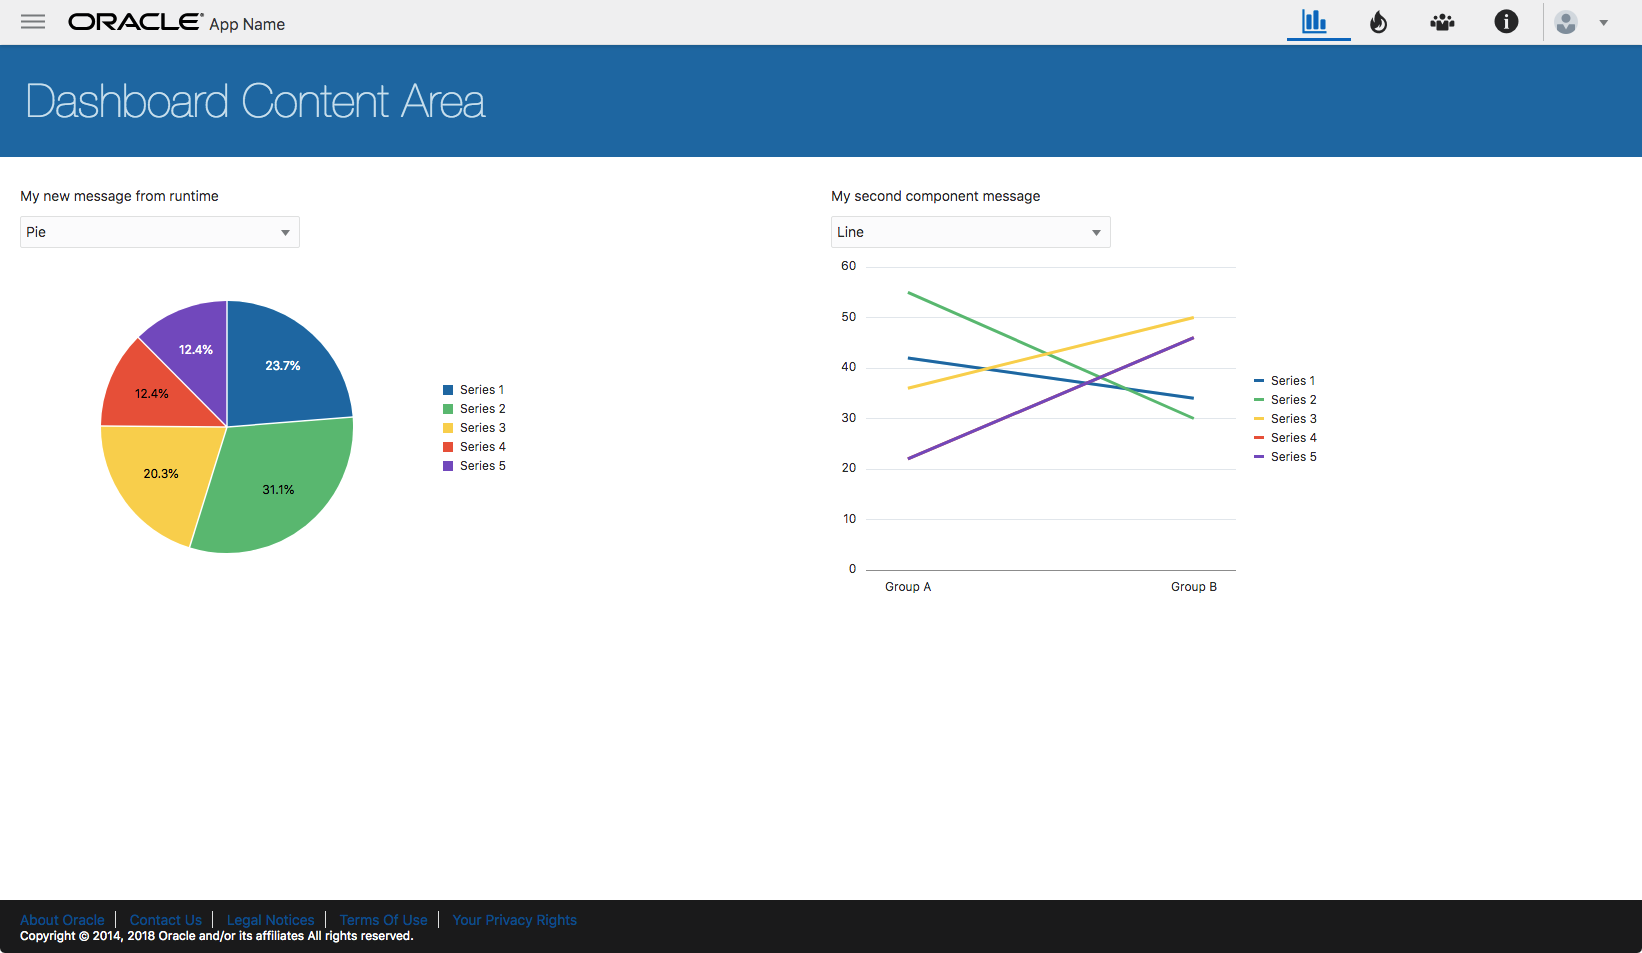 ORACLE® App Name
Dashboard Content Area
My new message from runtime
Pie
12.4%
23.7%
12.4%
20.3%
31.1%
Series 1
Series 2
Series 3
Series 4
Series 5
My second component message
Line
60
50
40
30
20
10
0
Group A Group B
Series 1
Series 2
Series 3
Series 4
Series 5
About Oracle Contact Us Legal Notices Terms Of Use Your Privacy Rights
Copyright © 2014, 2018 Oracle and/or its affiliates All rights reserved.